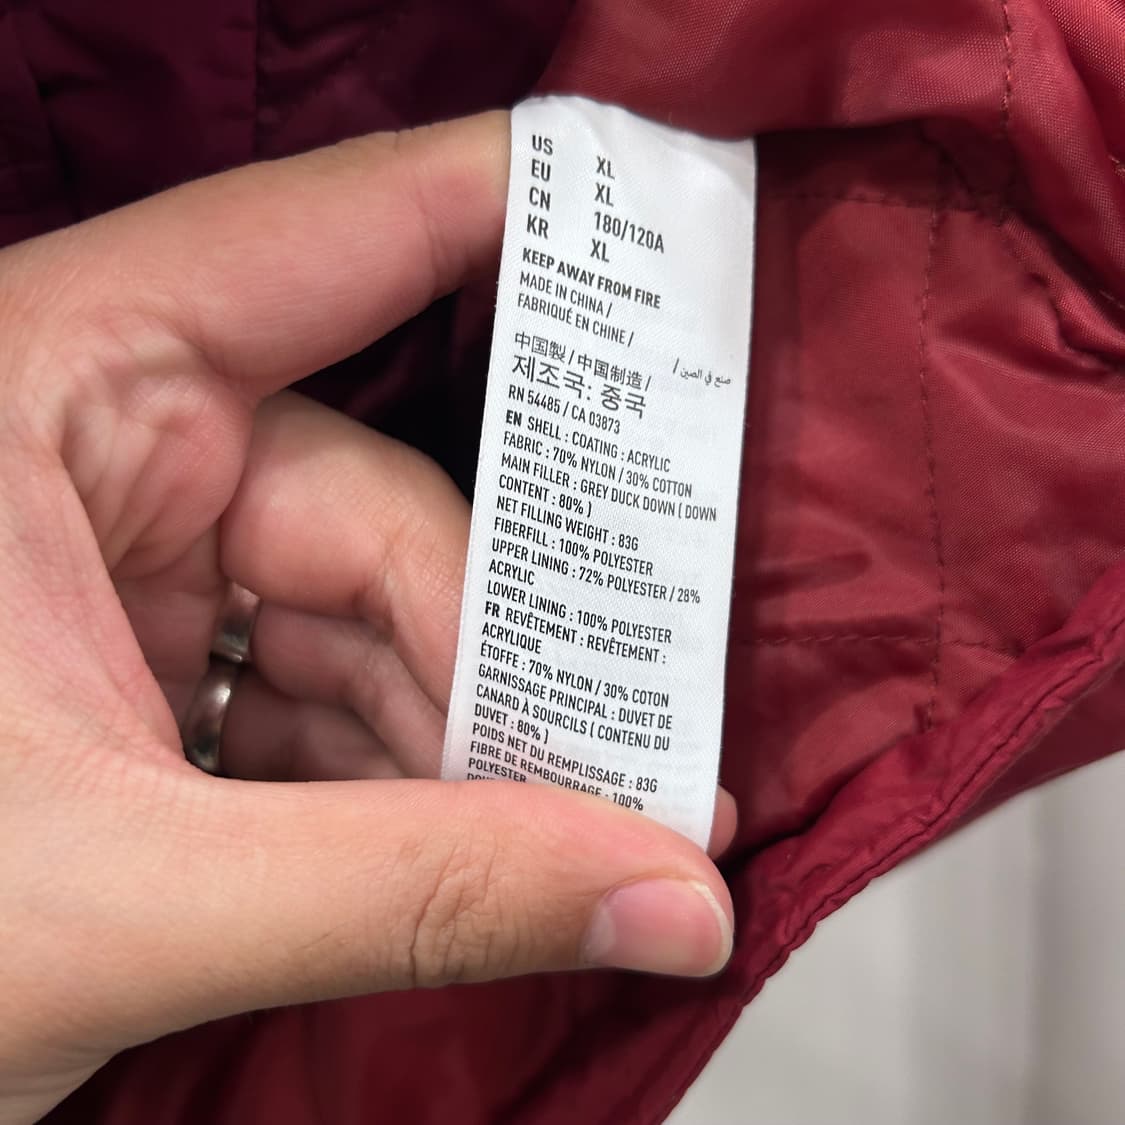 US XL
EU XL
CN 180/120A
KR XL
KEEP AWAY FROM FIRE
MADE IN CHINA /
FABRIQUÉ EN CHINE /
صنع في الصين /
中国製 / 中国制造 /
제조국: 중국
RN 54485 / CA 03873
EN SHELL : COATING : ACRYLIC
FABRIC : 70% NYLON / 30% COTTON
MAIN FILLER : GREY DUCK DOWN ( DOWN
CONTENT : 80% )
NET FILLING WEIGHT : 83G
FIBERFILL : 100% POLYESTER
UPPER LINING : 72% POLYESTER / 28%
ACRYLIC
LOWER LINING : 100% POLYESTER
FR REVÊTEMENT : REVÊTEMENT :
ACRYLIQUE
ÉTOFFE : 70% NYLON / 30% COTON
GARNISSAGE PRINCIPAL : DUVET DE
CANARD À SOURCILS ( CONTENU DU
DUVET : 80% )
POIDS NET DU REMPLISSAGE : 83G
FIBRE DE REMBOURRAGE : 100%
POLYESTER